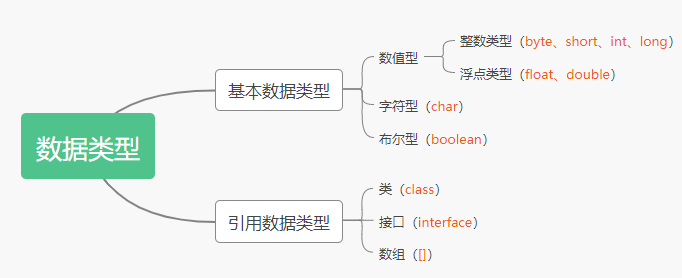 数据类型
基本数据类型
数值型
整数类型（byte、short、int、long）
浮点类型（float、double）
字符型（char）
布尔型（boolean）
引用数据类型
类（class）
接口（interface）
数组（[]）